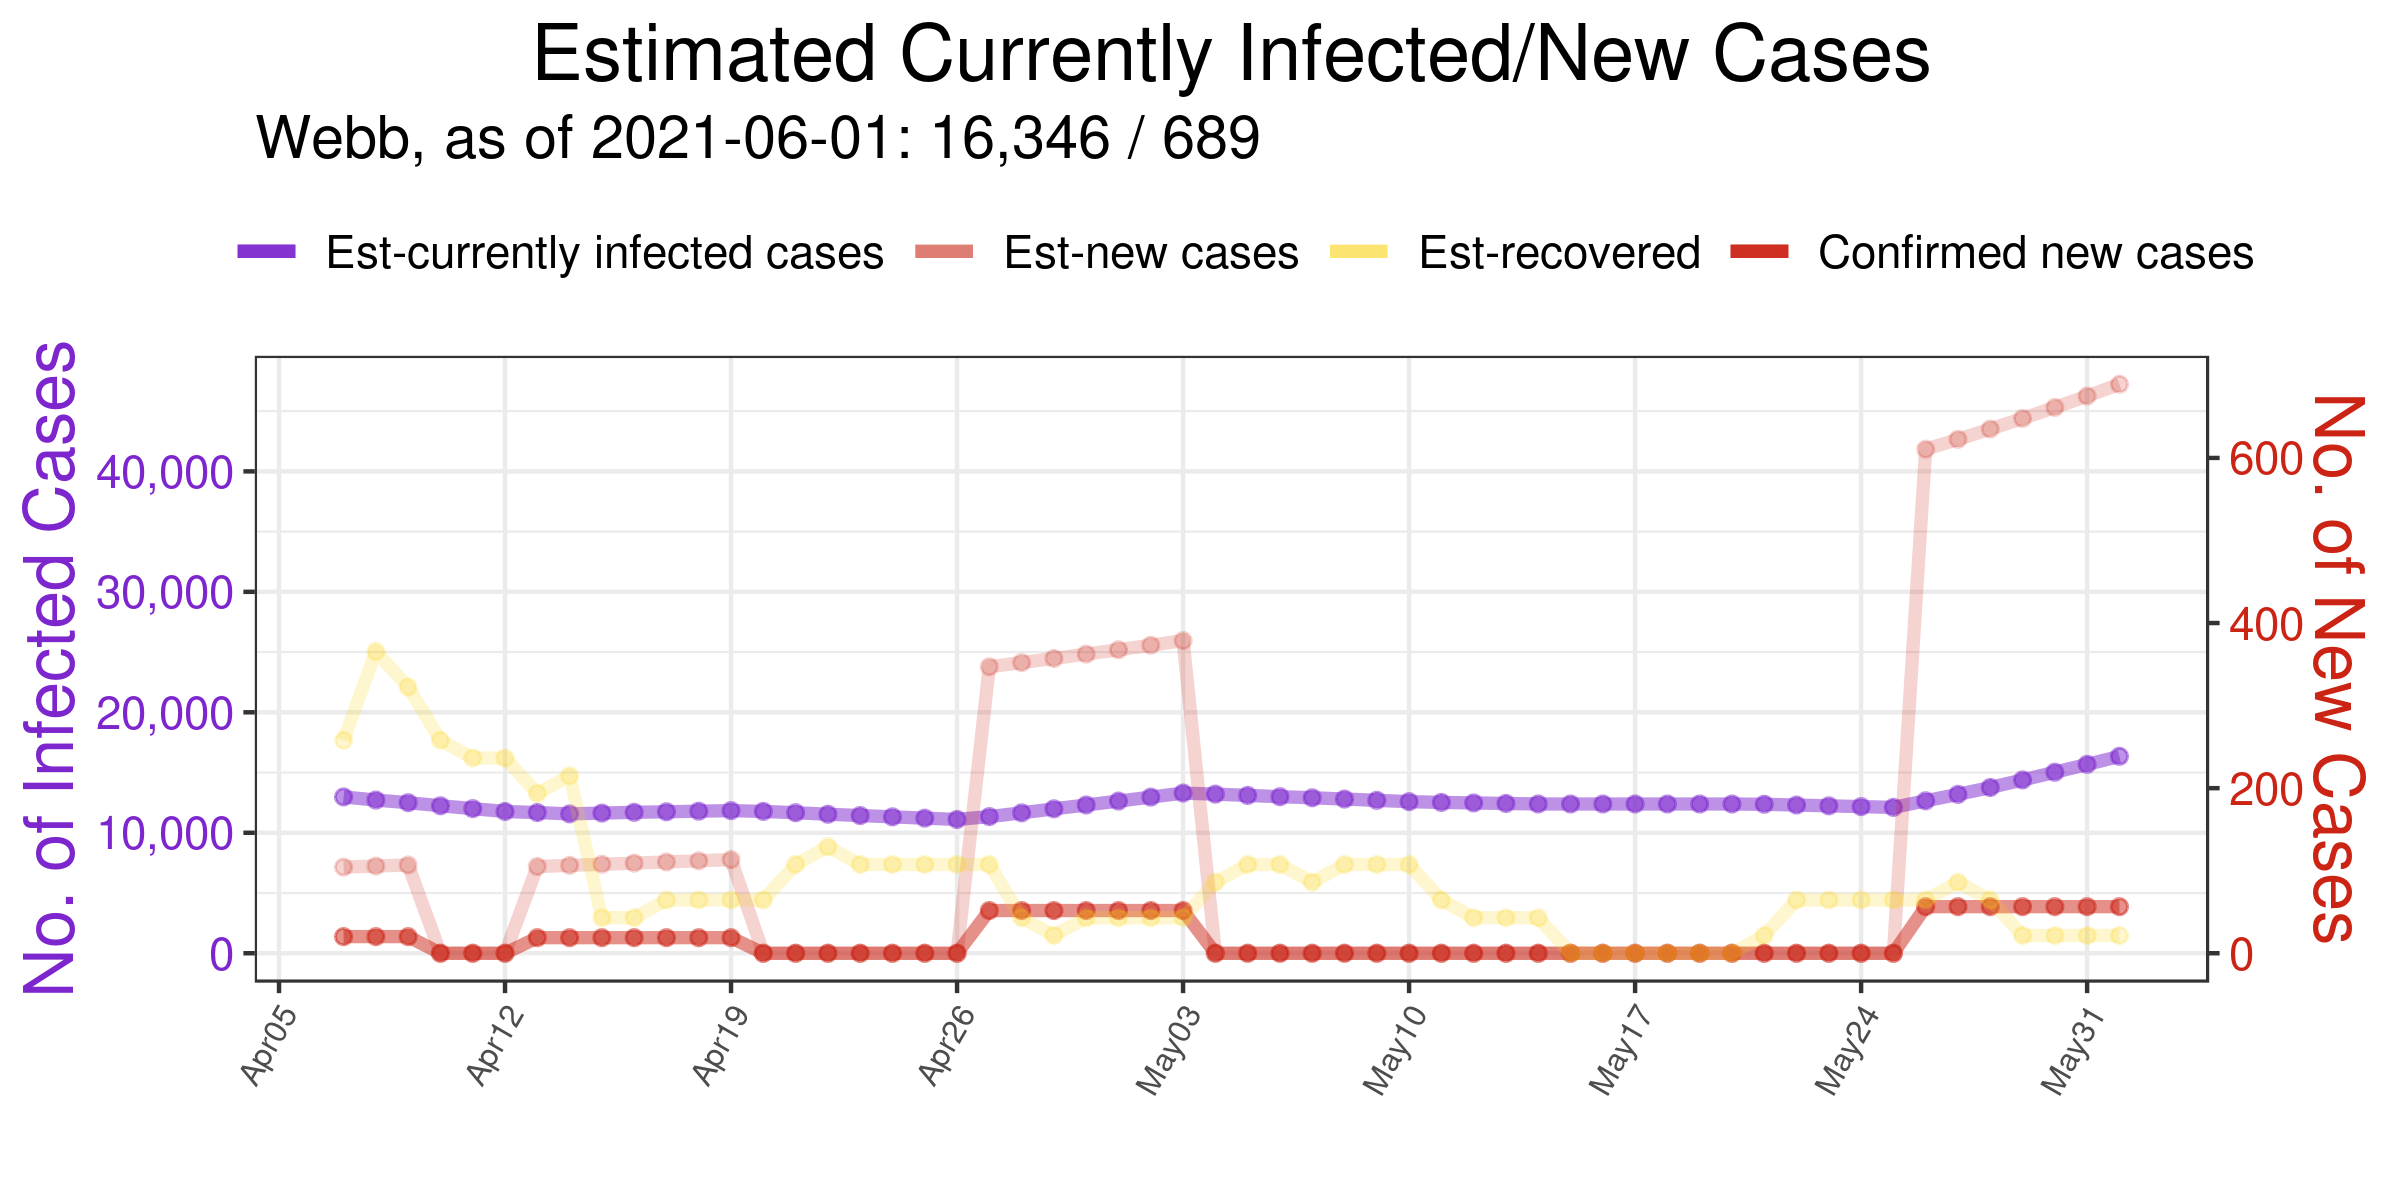 Estimated Currently Infected/New Cases
Webb, as of 2021-06-01: 16,346 / 689
Est-currently infected cases Est-new cases Est-recovered Confirmed new cases
No. of Infected Cases
40,000
30,000
20,000
10,000
0
600
400
200
0
No. of New Cases
Apr05 Apr12 Apr19 Apr26 May03 May10 May17 May24 May31